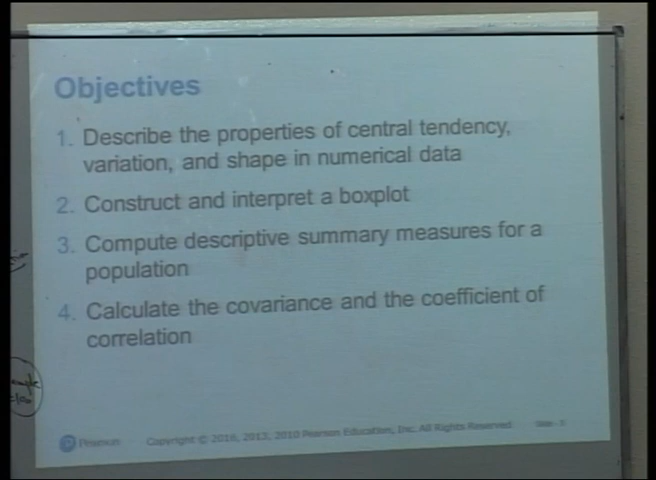 Objectives
1. Describe the properties of central tendency,
variation, and shape in numerical data
2. Construct and interpret a boxplot
3. Compute descriptive summary measures for a
population
4. Calculate the covariance and the coefficient of
correlation
Pearson Copyright © 2016, 2013, 2010 Pearson Education, Inc. All Rights Reserved